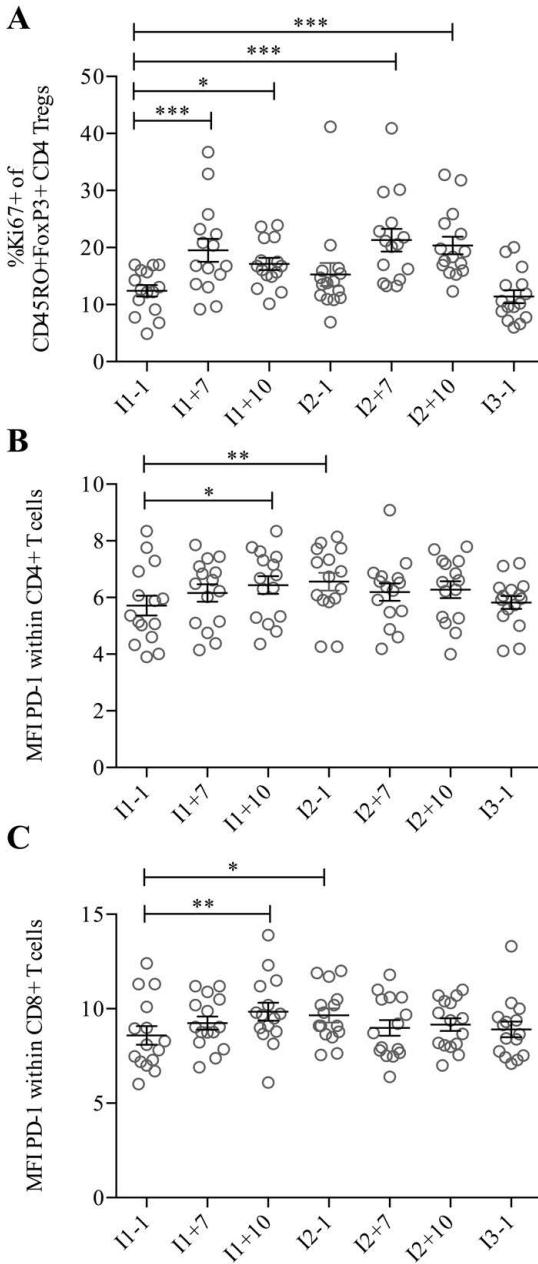 A
***
***
*
***
%Ki67+ of
CD45RO+FoxP3+ CD4 Tregs
50
40
30
20
10
0
I1-1
I1+7
I1+10
I2-1
I2+7
I2+10
I3-1
B
**
*
MFI PD-1 within CD4+ T cells
10
8
6
4
2
0
I1-1
I1+7
I1+10
I2-1
I2+7
I2+10
I3-1
C
*
**
MFI PD-1 within CD8+ T cells
15
10
5
0
I1-1
I1+7
I1+10
I2-1
I2+7
I2+10
I3-1